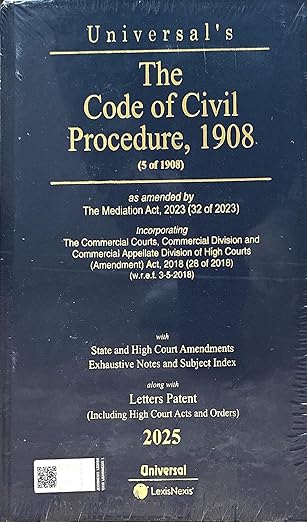 Universal's
The
Code of Civil
Procedure, 1908
(5 of 1908)
as amended by
The Mediation Act, 2023 (32 of 2023)
Incorporating
The Commercial Courts, Commercial Division and
Commercial Appellate Division of High Courts
(Amendment) Act, 2018 (28 of 2018)
(w.r.e.f. 3-5-2018)
with
State and High Court Amendments
Exhaustive Notes and Subject Index
along with
Letters Patent
(Including High Court Acts and Orders)
2025
Universal
LexisNexis®